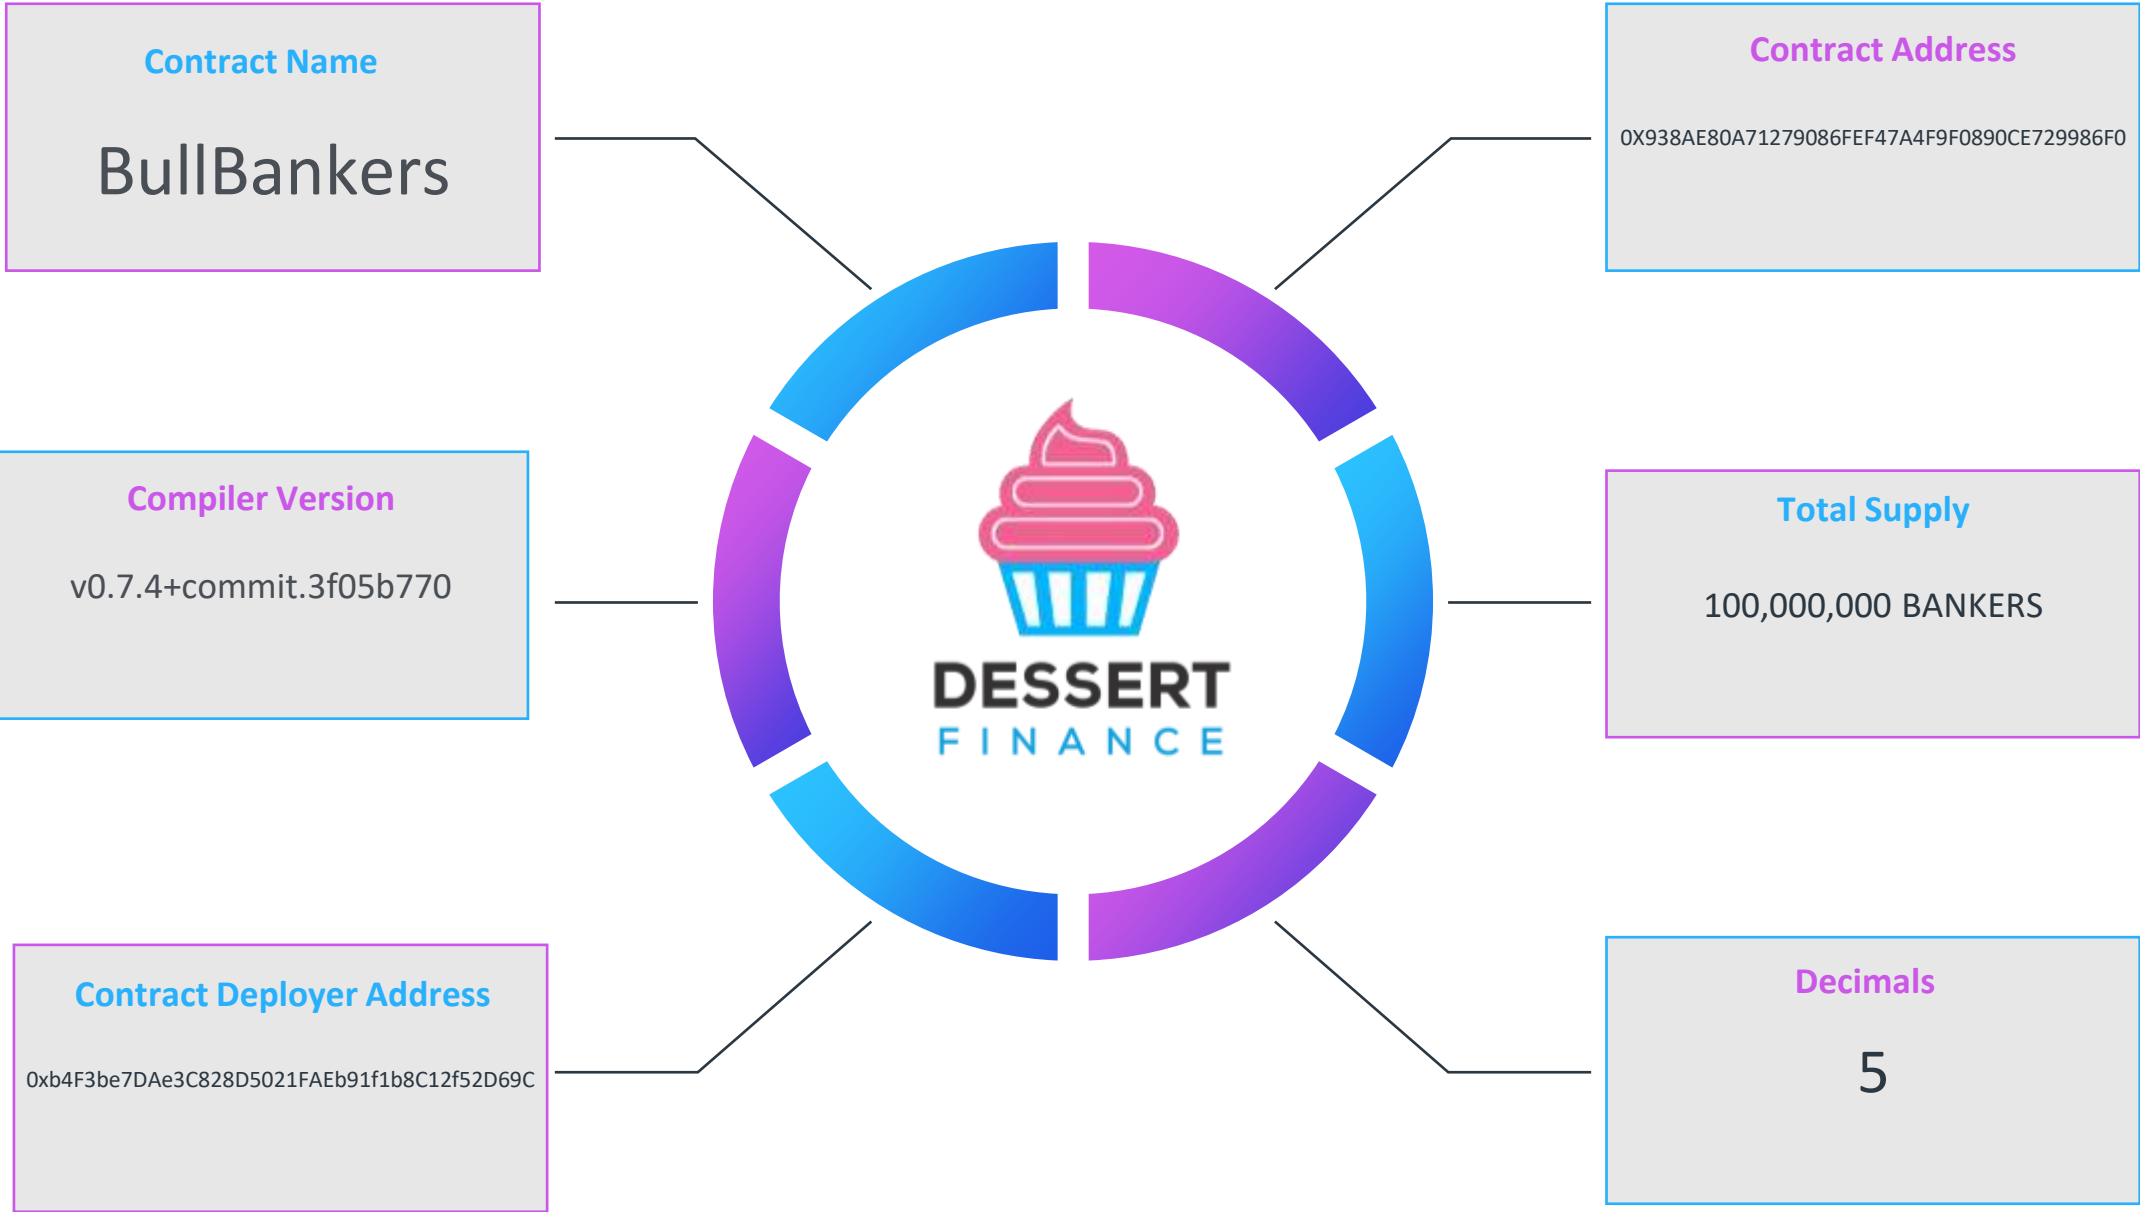 Contract Name
BullBankers
Contract Address
0X938AE80A71279086FEF47A4F9F0890CE729986F0
Compiler Version
v0.7.4+commit.3f05b770
DESSERT
FINANCE
Total Supply
100,000,000 BANKERS
Contract Deployer Address
0xb4F3be7DAe3C828D5021FAEb91f1b8C12f52D69C
Decimals
5